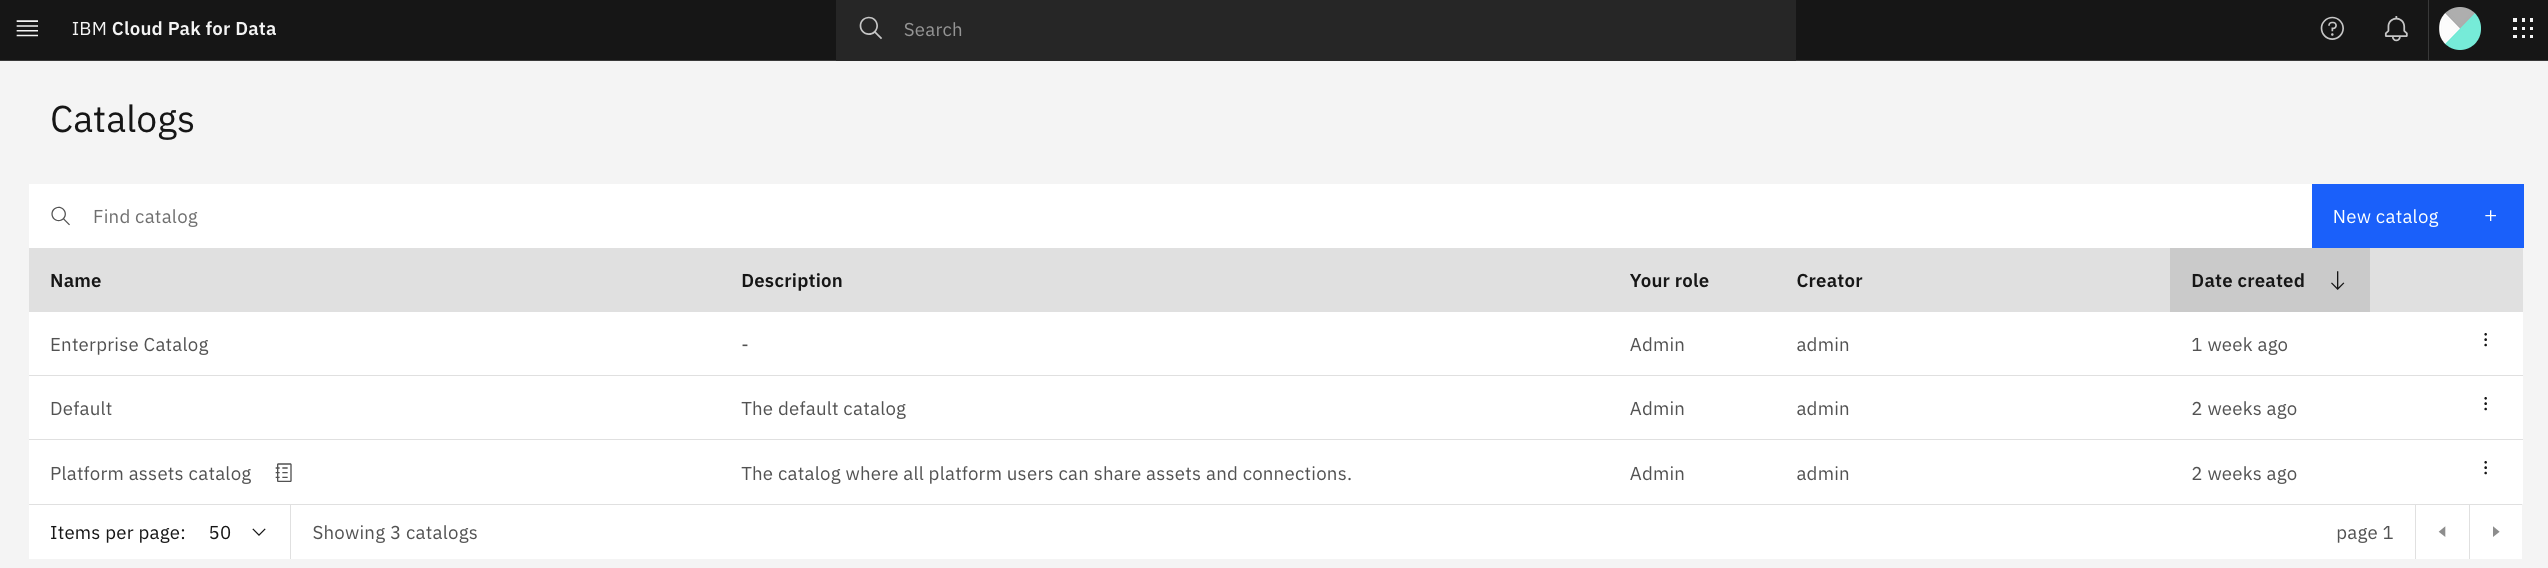 IBM Cloud Pak for Data
Search
Catalogs
Find catalog
New catalog +
Name Description Your role Creator Date created
Enterprise Catalog - Admin admin 1 week ago
Default The default catalog Admin admin 2 weeks ago
Platform assets catalog The catalog where all platform users can share assets and connections. Admin admin 2 weeks ago
Items per page: 50 Showing 3 catalogs page 1